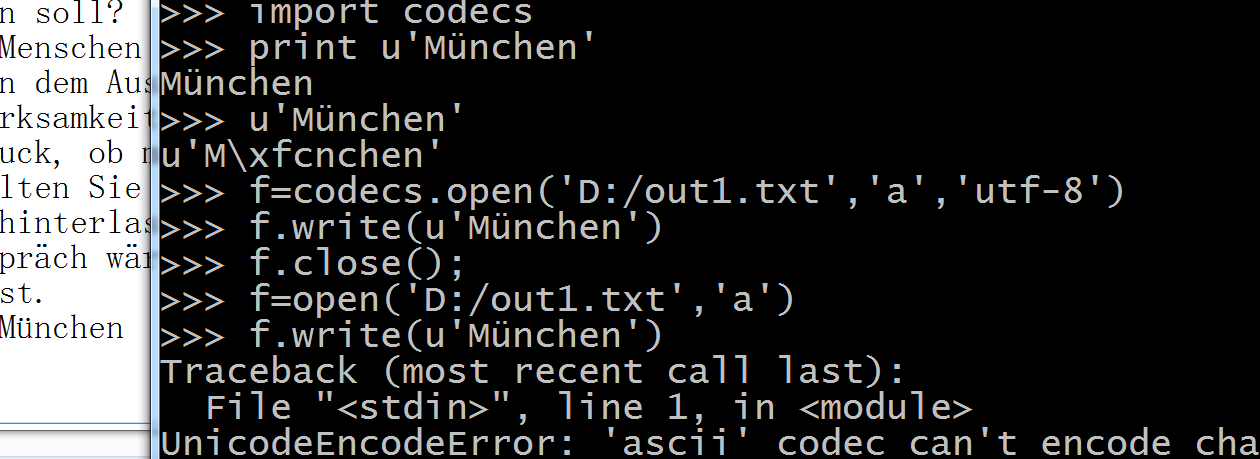 n soll?
Menschen
n dem Aus
rksamkeit
uck, ob m
lten Sie
hinterlas
präch wär
st.
München
>>> import codecs
>>> print u'München'
München
>>> u'München'
u'M\xfcnchen'
>>> f=codecs.open('D:/out1.txt','a','utf-8')
>>> f.write(u'München')
>>> f.close();
>>> f=open('D:/out1.txt','a')
>>> f.write(u'München')
Traceback (most recent call last):
  File "<stdin>", line 1, in <module>
UnicodeEncodeError: 'ascii' codec can't encode cha